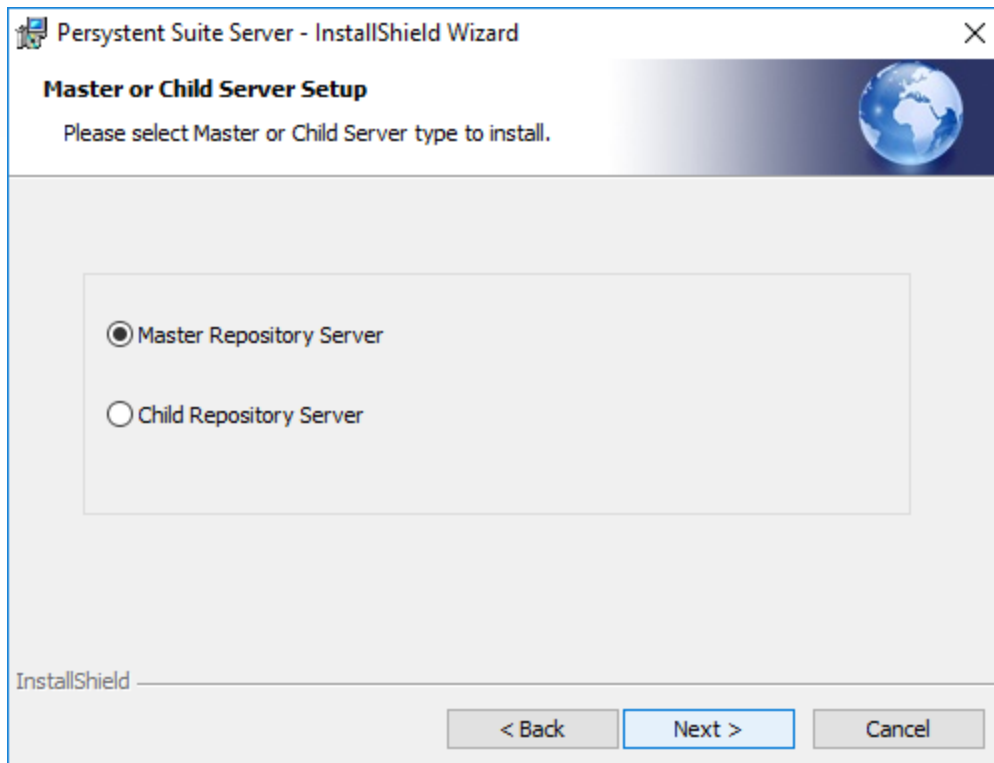 Persystent Suite Server - InstallShield Wizard
Master or Child Server Setup
Please select Master or Child Server type to install.
Master Repository Server
Child Repository Server
InstallShield
< Back
Next >
Cancel